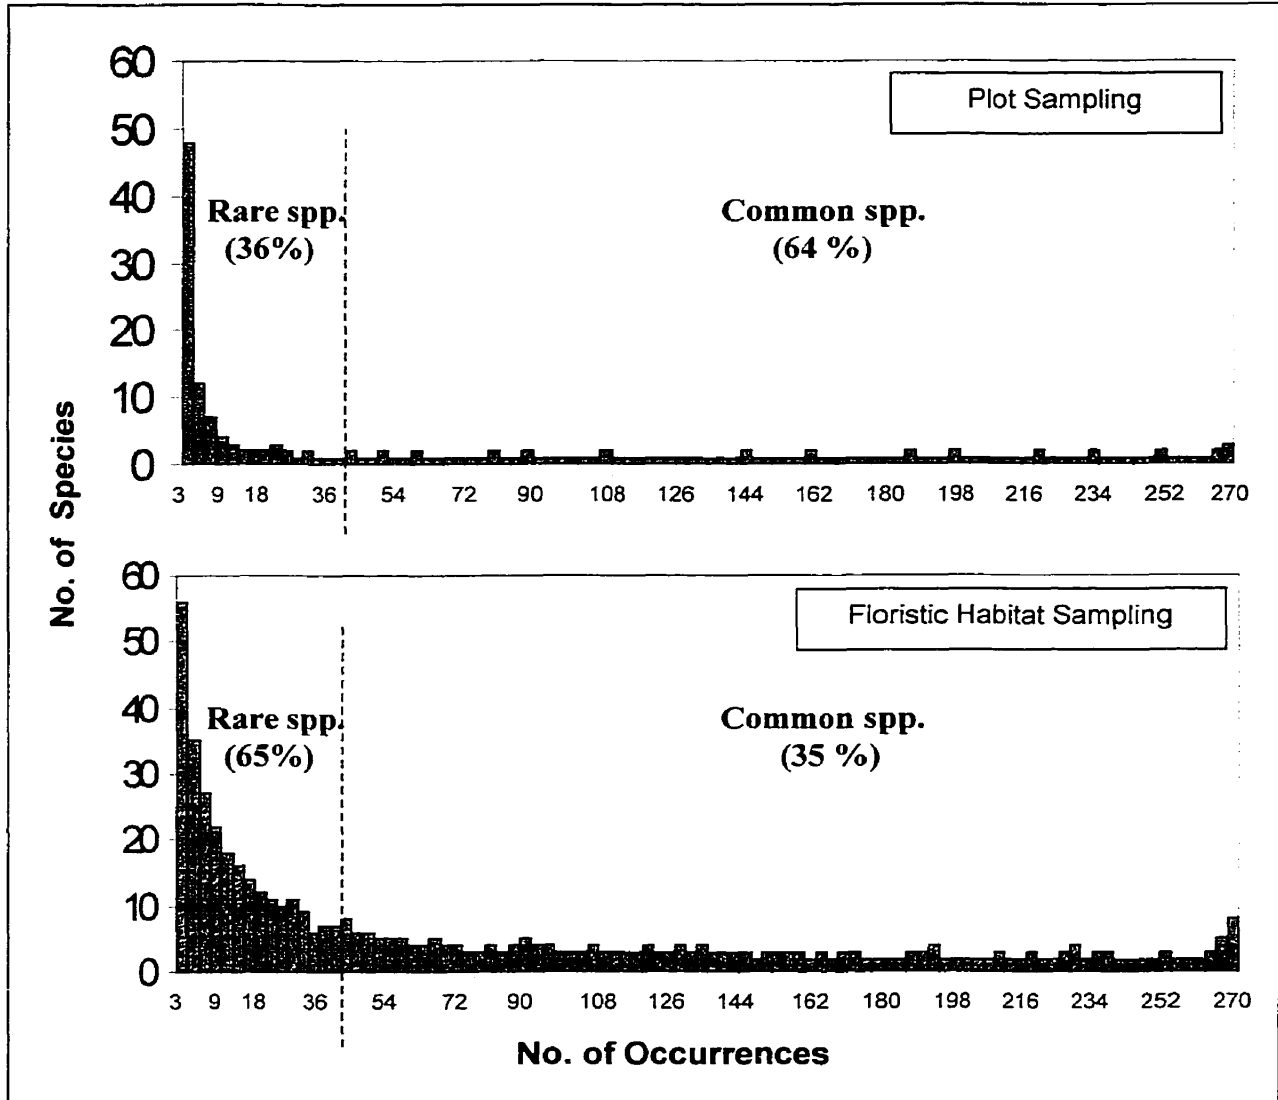 60
Plot Sampling
50
40
Rare spp.
(36%)
Common spp.
(64 %)
30
20
10
0
3 9 18 36 54 72 90 108 126 144 162 180 198 216 234 252 270
No. of Species
60
Floristic Habitat Sampling
50
40
Rare spp.
(65%)
Common spp.
(35 %)
30
20
10
0
3 9 18 36 54 72 90 108 126 144 162 180 198 216 234 252 270
No. of Occurrences